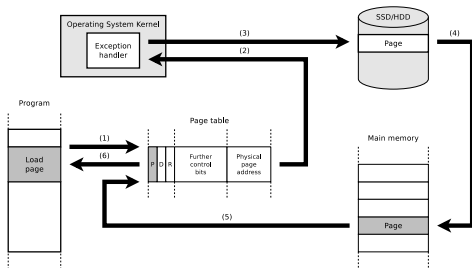 Operating System Kernel
Exception
handler
(3)
(2)
SSD/HDD
Page
(4)
Program
Load
page
(1)
(6)
Page table
P D R
Further
control
bits
Physical
page
address
Main memory
Page
(5)